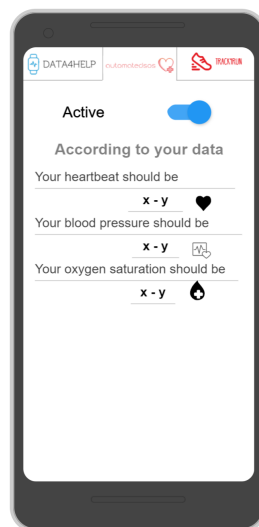 DATA4HELP automatedsos TRACK4RUN
Active
According to your data
Your heartbeat should be
x - y
Your blood pressure should be
x - y
Your oxygen saturation should be
x - y